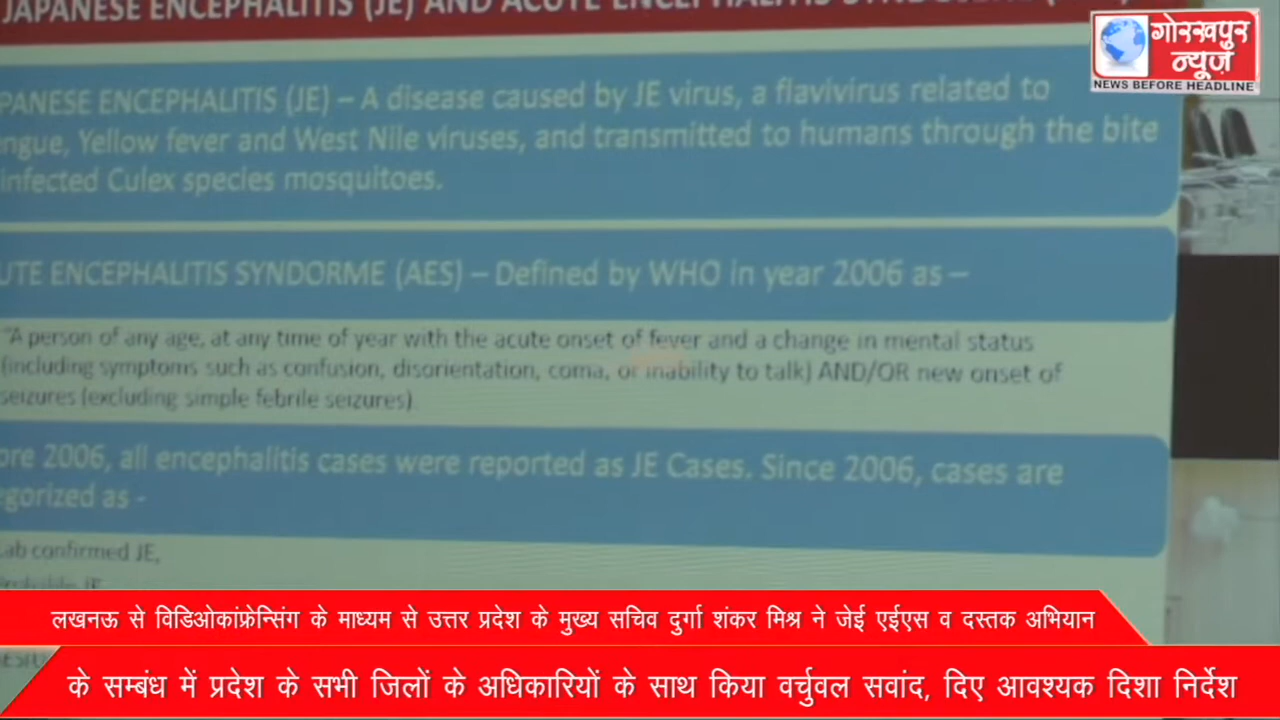 JAPANESE ENCEPHALITIS (JE) AND ACUTE ENCEPHALITIS
गोरखपुर
न्यूज़
NEWS BEFORE HEADLINE
PANESE ENCEPHALITIS (JE) – A disease caused by JE virus, a flavivirus related to
ngue, Yellow fever and West Nile viruses, and transmitted to humans through the bite
infected Culex species mosquitoes.
UTE ENCEPHALITIS SYNDORME (AES) – Defined by WHO in year 2006 as –
"A person of any age, at any time of year with the acute onset of fever and a change in mental status
(including symptoms such as confusion, disorientation, coma, or inability to talk) AND/OR new onset of
seizures (excluding simple febrile seizures)
ore 2006, all encephalitis cases were reported as JE Cases. Since 2006, cases are
gorized as -
Lab confirmed JE,
लखनऊ से विडिओकांफ्रेन्सिंग के माध्यम से उत्तर प्रदेश के मुख्य सचिव दुर्गा शंकर मिश्र ने जेई एईएस व दस्तक अभियान
के सम्बंध में प्रदेश के सभी जिलों के अधिकारियों के साथ किया वर्चुवल सवांद, दिए आवश्यक दिशा निर्देश